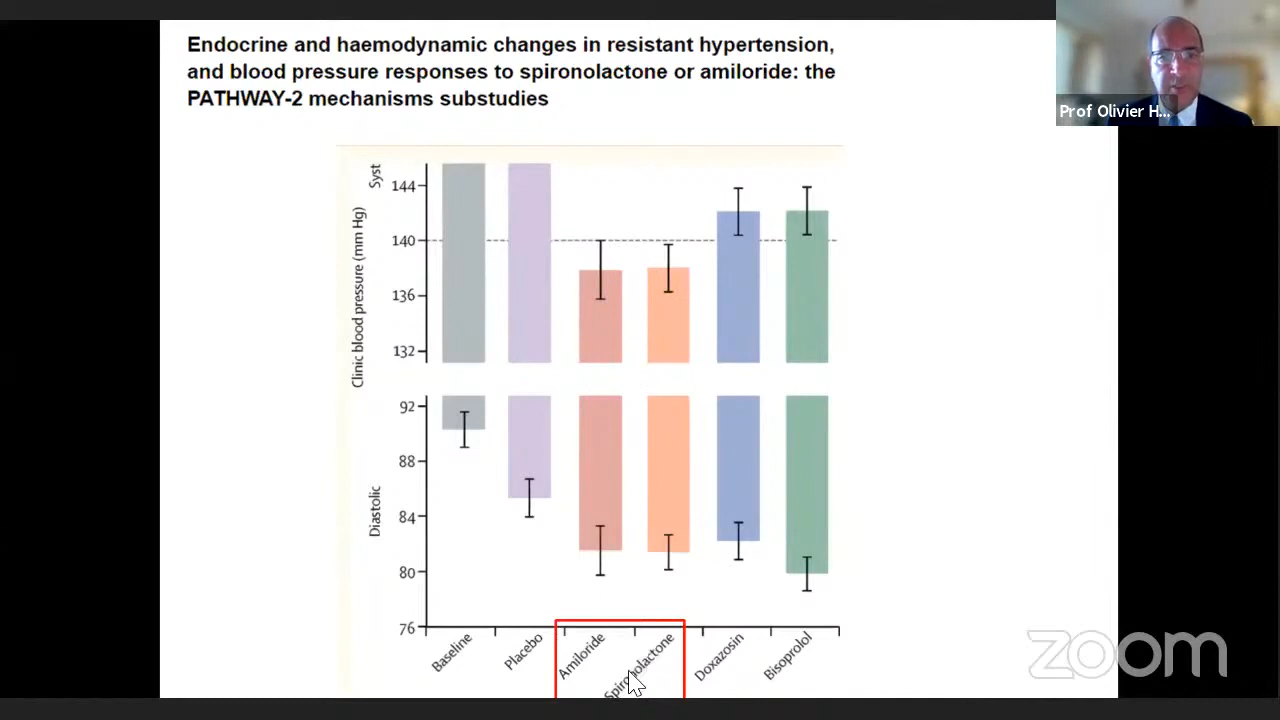 Endocrine and haemodynamic changes in resistant hypertension,
and blood pressure responses to spironolactone or amiloride: the
PATHWAY-2 mechanisms substudies
Prof Olivier H...
Syst
Clinic blood pressure (mm Hg)
144
140
136
132
Diastolic
92
88
84
80
76
Baseline
Placebo
Amiloride
Spironolactone
Doxazosin
Bisoprolol
zoom